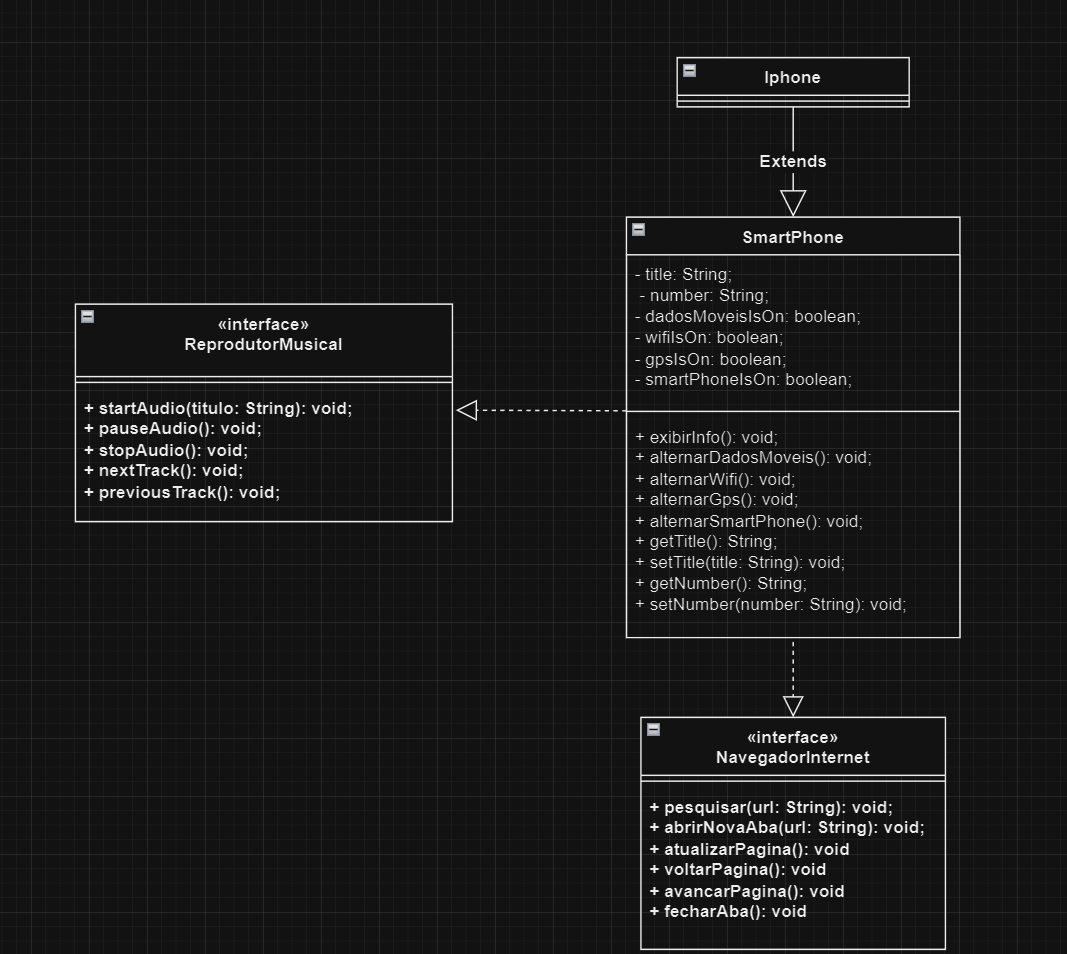 Iphone
Extends
SmartPhone
- title: String;
- number: String;
- dadosMoveisIsOn: boolean;
- wifiIsOn: boolean;
- gpsIsOn: boolean;
- smartPhoneIsOn: boolean;
+ exibirInfo(): void;
+ alternarDadosMoveis(): void;
+ alternarWifi(): void;
+ alternarGps(): void;
+ alternarSmartPhone(): void;
+ getTitle(): String;
+ setTitle(title: String): void;
+ getNumber(): String;
+ setNumber(number: String): void;
«interface»
ReprodutorMusical
+ startAudio(titulo: String): void;
+ pauseAudio(): void;
+ stopAudio(): void;
+ nextTrack(): void;
+ previousTrack(): void;
«interface»
NavegadorInternet
+ pesquisar(url: String): void;
+ abrirNovaAba(url: String): void;
+ atualizarPagina(): void
+ voltarPagina(): void
+ avancarPagina(): void
+ fecharAba(): void